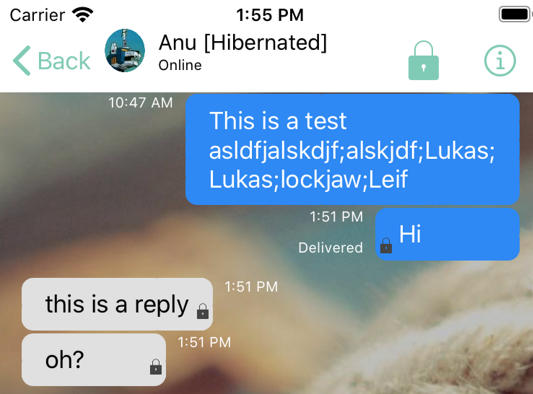 Carrier 1:55 PM
Back
Anu [Hibernated]
Online
10:47 AM
This is a test
asldfjalskdjf;alskjdf;Lukas;
Lukas;lockjaw;Leif
1:51 PM
Delivered
Hi
this is a reply
1:51 PM
oh?
1:51 PM